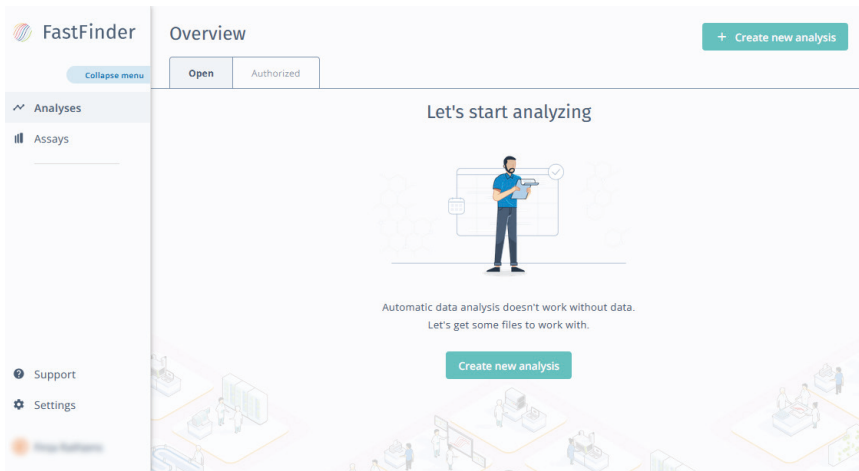 FastFinder
Collapse menu
Analyses
Assays
Support
Settings
Overview
+ Create new analysis
Open
Authorized
Let's start analyzing
Automatic data analysis doesn't work without data.
Let's get some files to work with.
Create new analysis